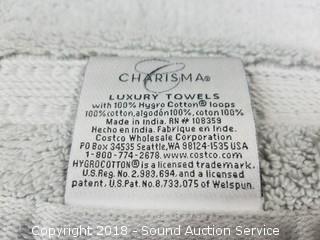 C
CHARISMA®
LUXURY TOWELS
with 100% Hygro Cotton® loops
100% cotton, algodón 100%, coton 100%
Made in India. RN# 108359
Hecho en India. Fabrique en Inde.
Costco Wholesale Corporation
PO Box 34535 Seattle, WA 98124-1535 USA
1-800-774-2678 www.costco.com
HYGROCOTTON® is a licensed trademark.
U.S. Reg No. 2,983,694, and a licensed
patent, U.S. Pat. No. 8,733,075 of Welspun.
Copyright 2018 - Sound Auction Service